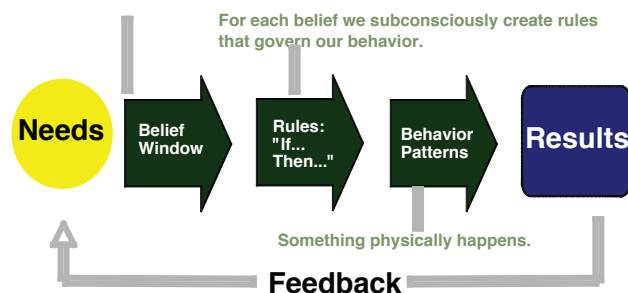 For each belief we subconsciously create rules
that govern our behavior.
Needs
Belief
Window
Rules:
"If...
Then..."
Behavior
Patterns
Results
Something physically happens.
Feedback